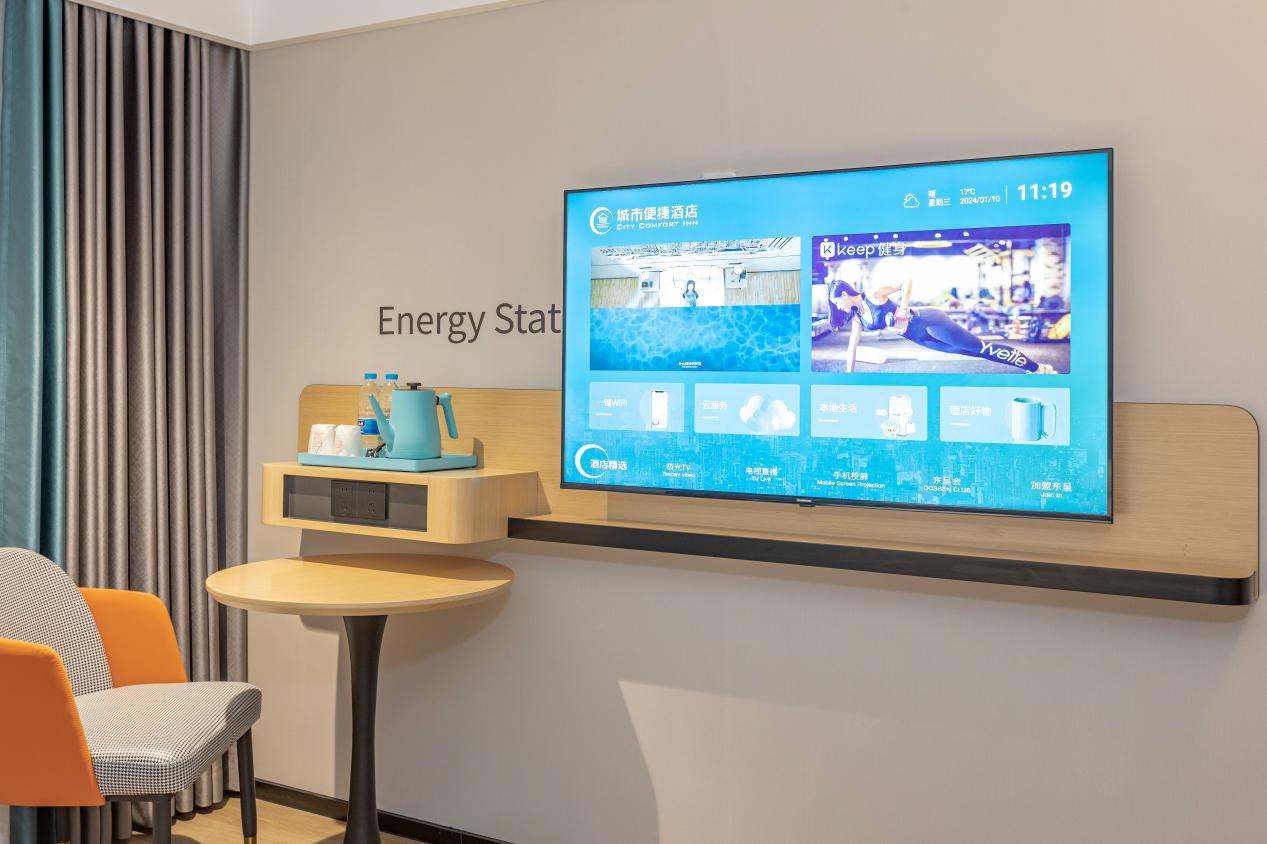 Energy Stat
城市便捷酒店
CITY COMFORT INN
晴
星期三
17℃
2024/01/10
11:19
keep 健身
Yvette
一键WiFi
云服务
本地生活
酒店好物
酒店精选
极光TV
Tencent video
电视直播
TV Live
手机投屏
Mobile Screen Projection
东呈会
DOSSEN CLUB
加盟东呈
Join In